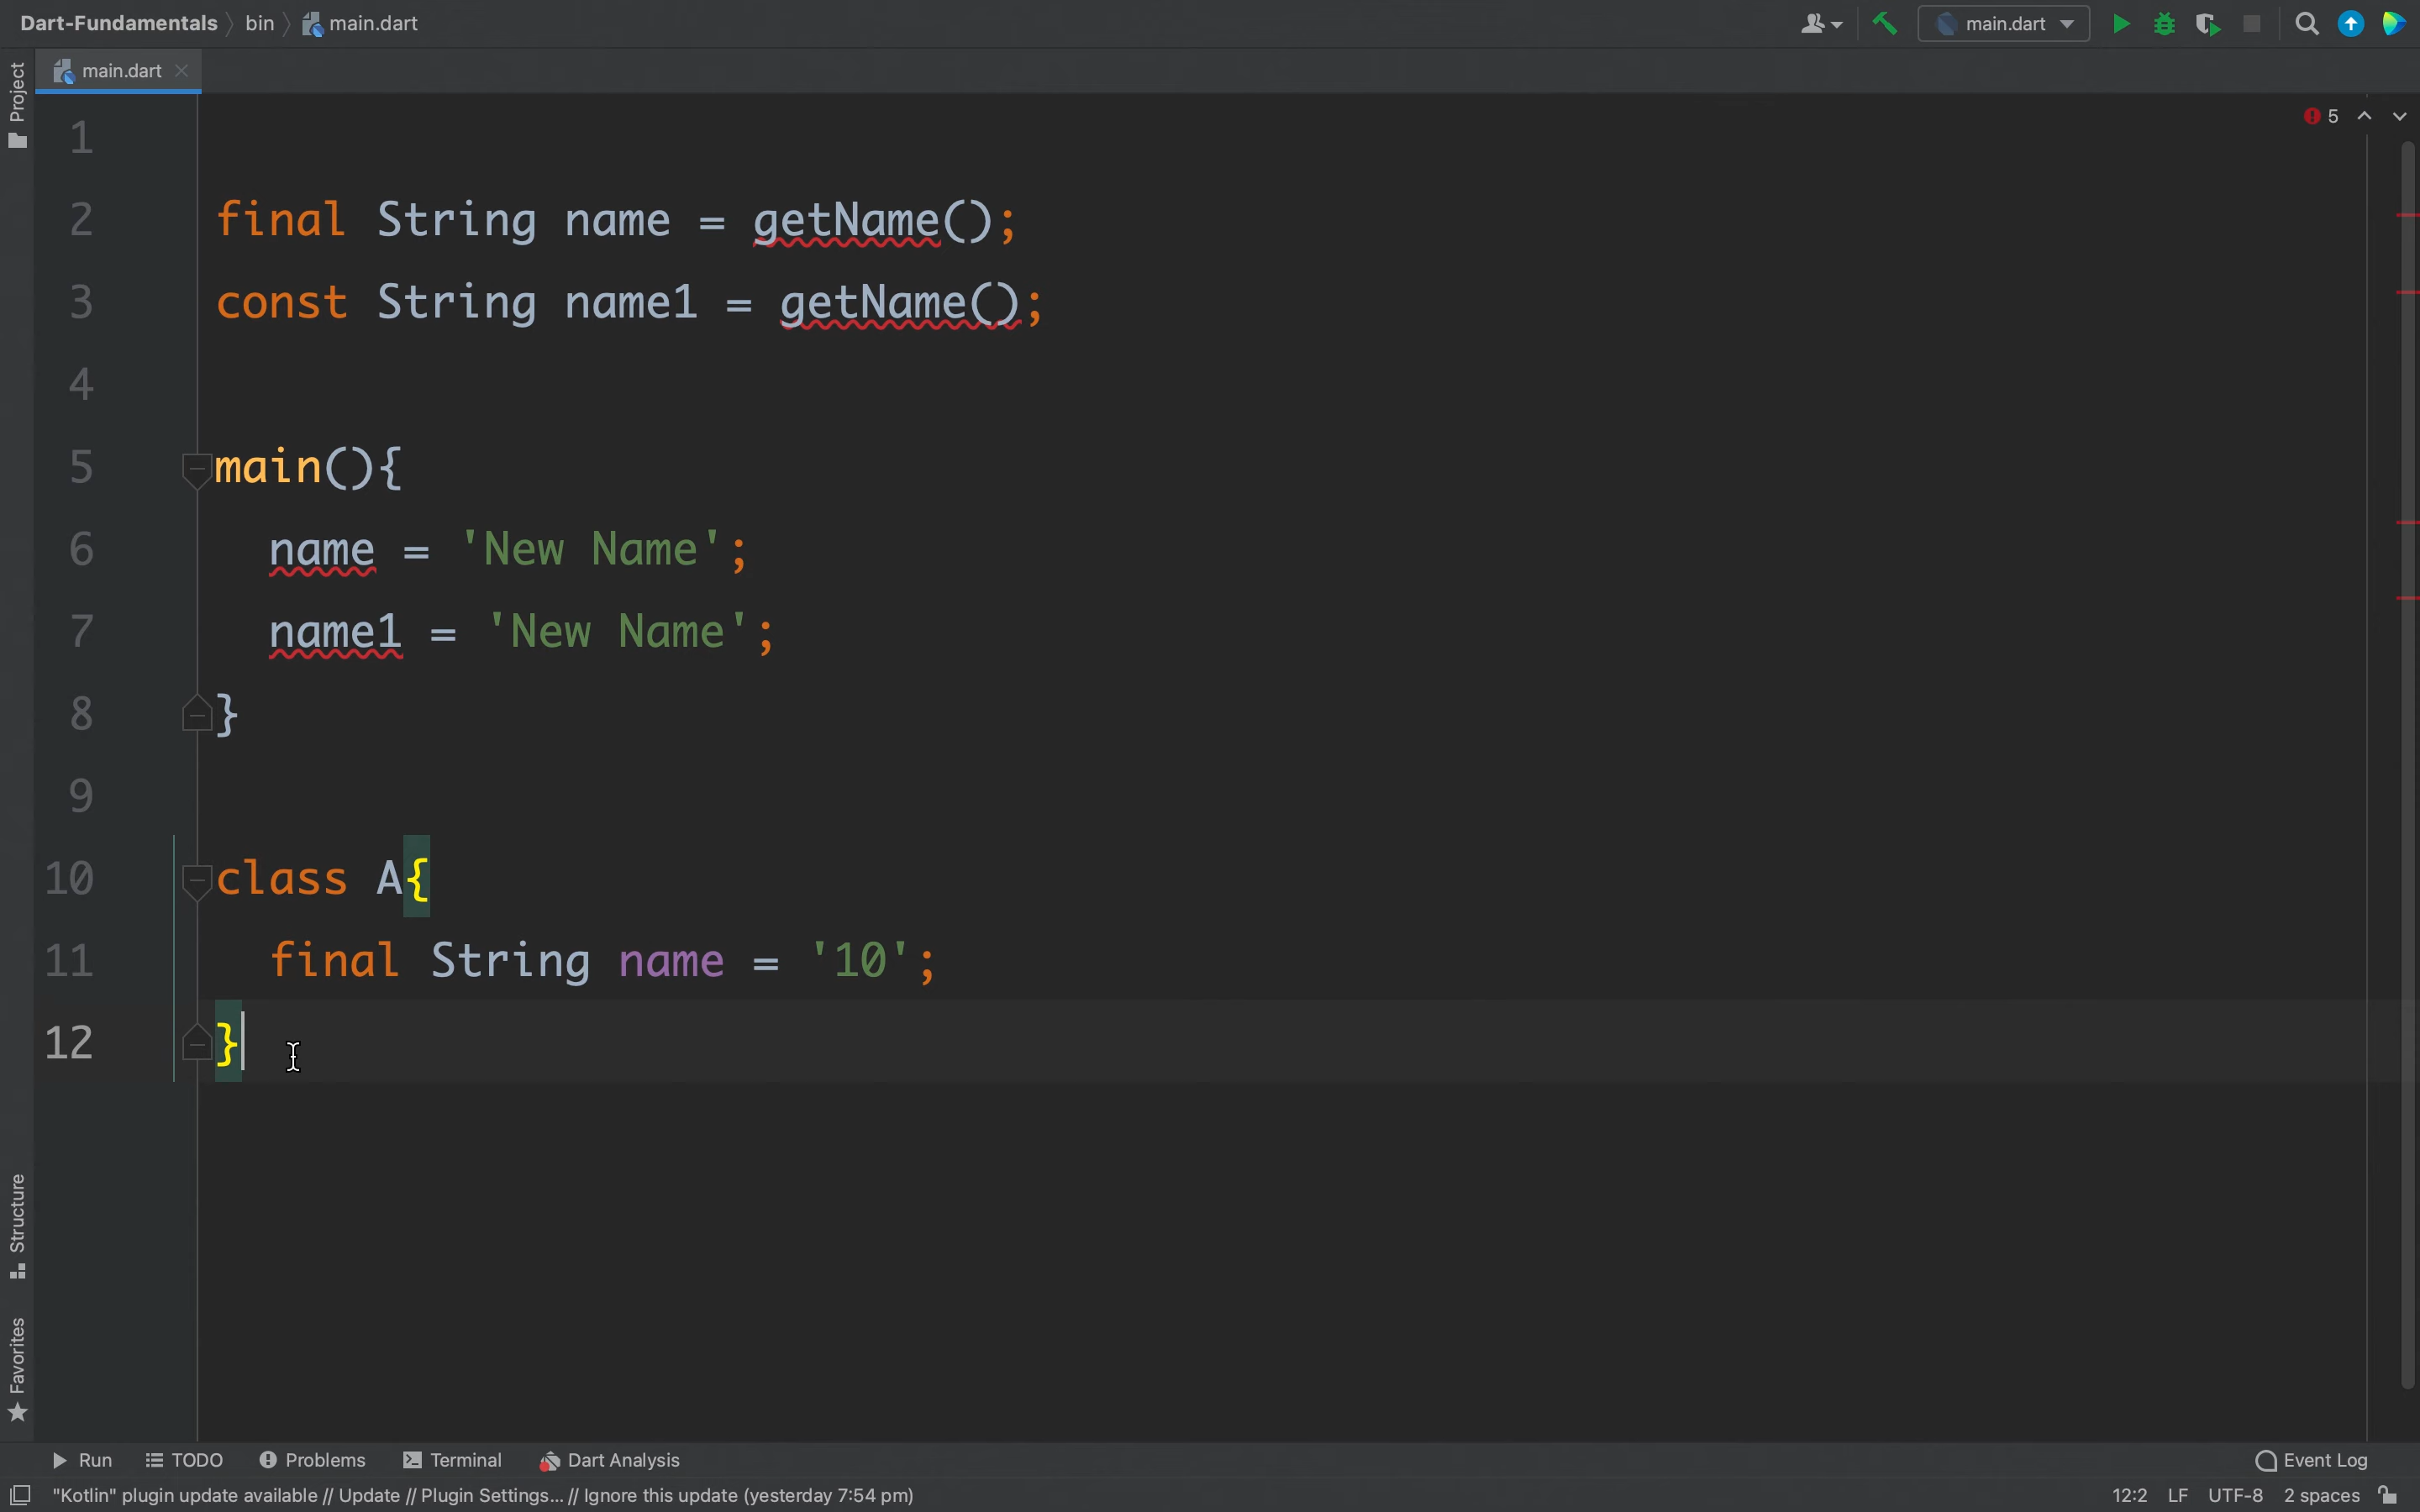 Dart-Fundamentals bin main.dart
main.dart
main.dart
Project
5
1
2 final String name = getName();
3 const String name1 = getName();
4
5 main(){
6 name = 'New Name';
7 name1 = 'New Name';
8 }
9
10 class A{
11 final String name = '10';
12 }
Structure
Favorites
Run TODO Problems Terminal Dart Analysis Event Log
"Kotlin" plugin update available // Update // Plugin Settings... // Ignore this update (yesterday 7:54 pm) 12:2 LF UTF-8 2 spaces